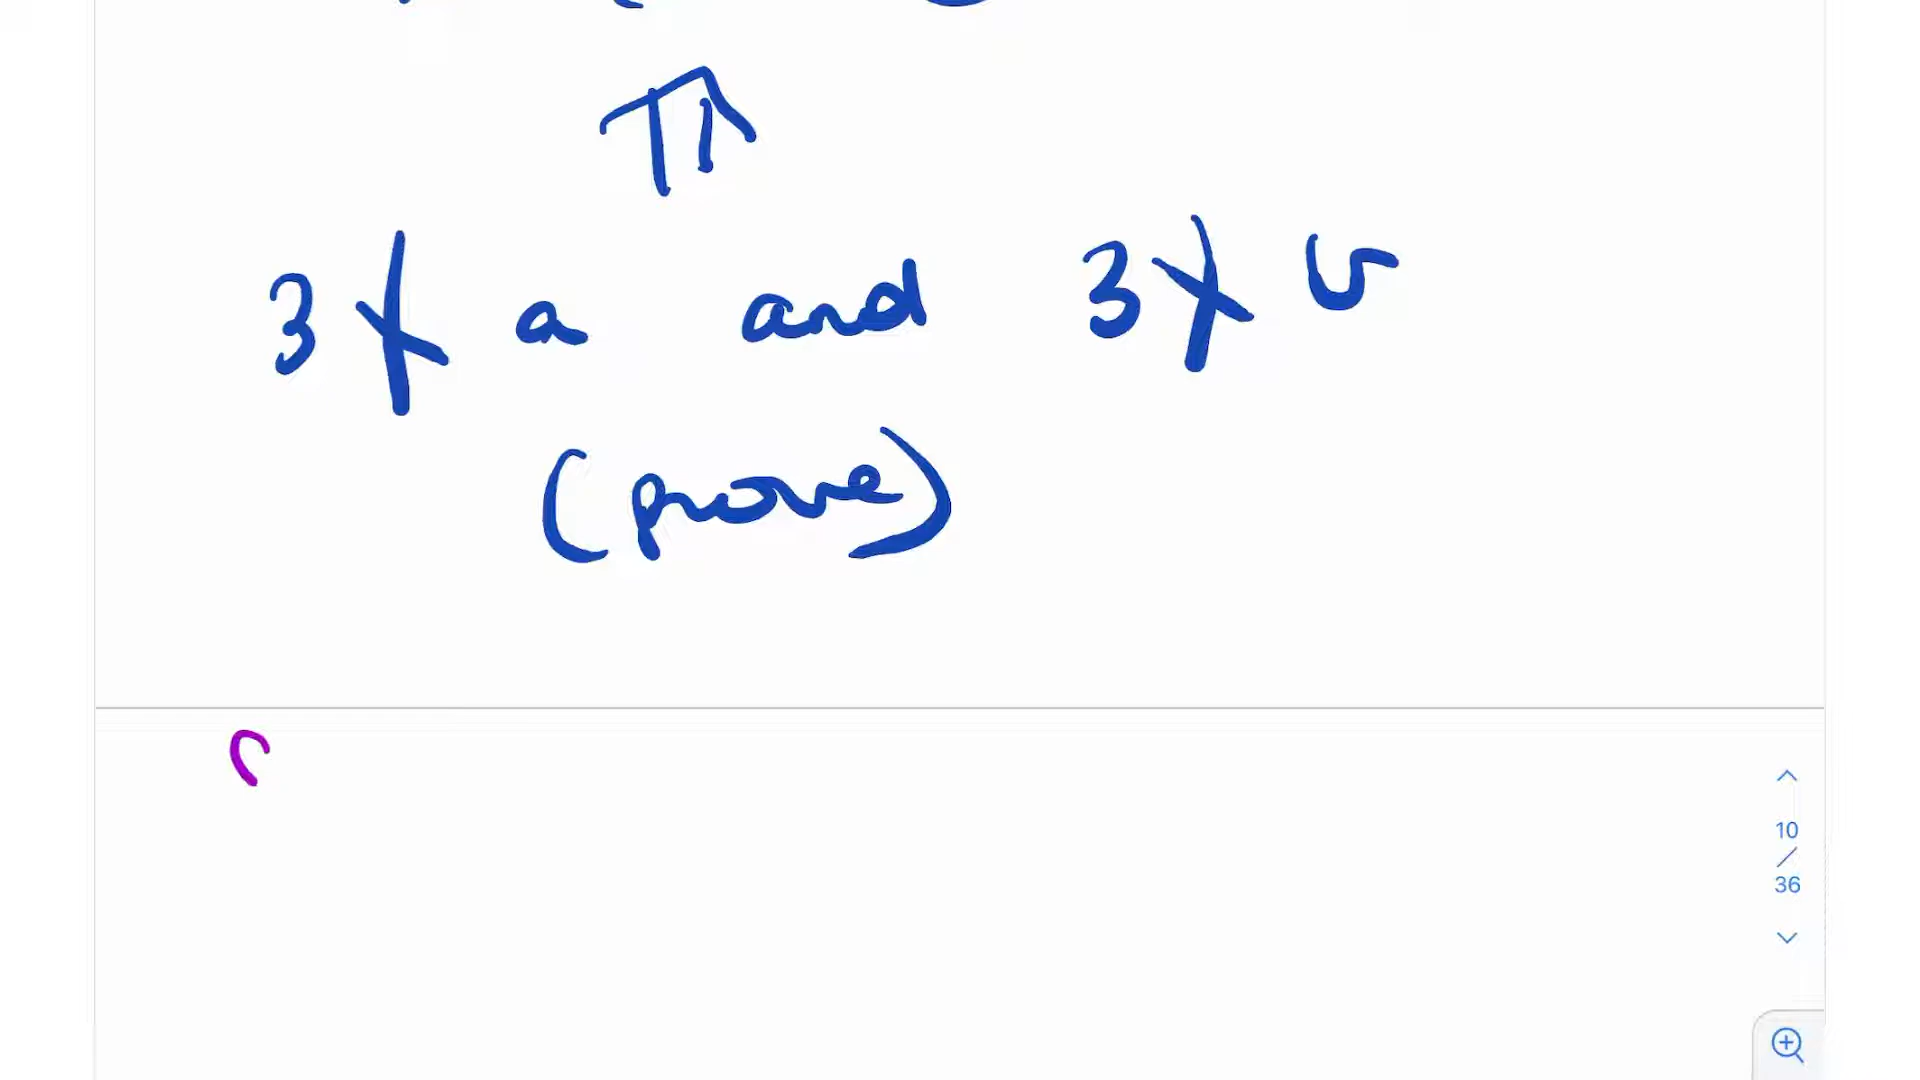 ⇑
3 ∤ a and 3 ∤ b
(prove)
10
/
36